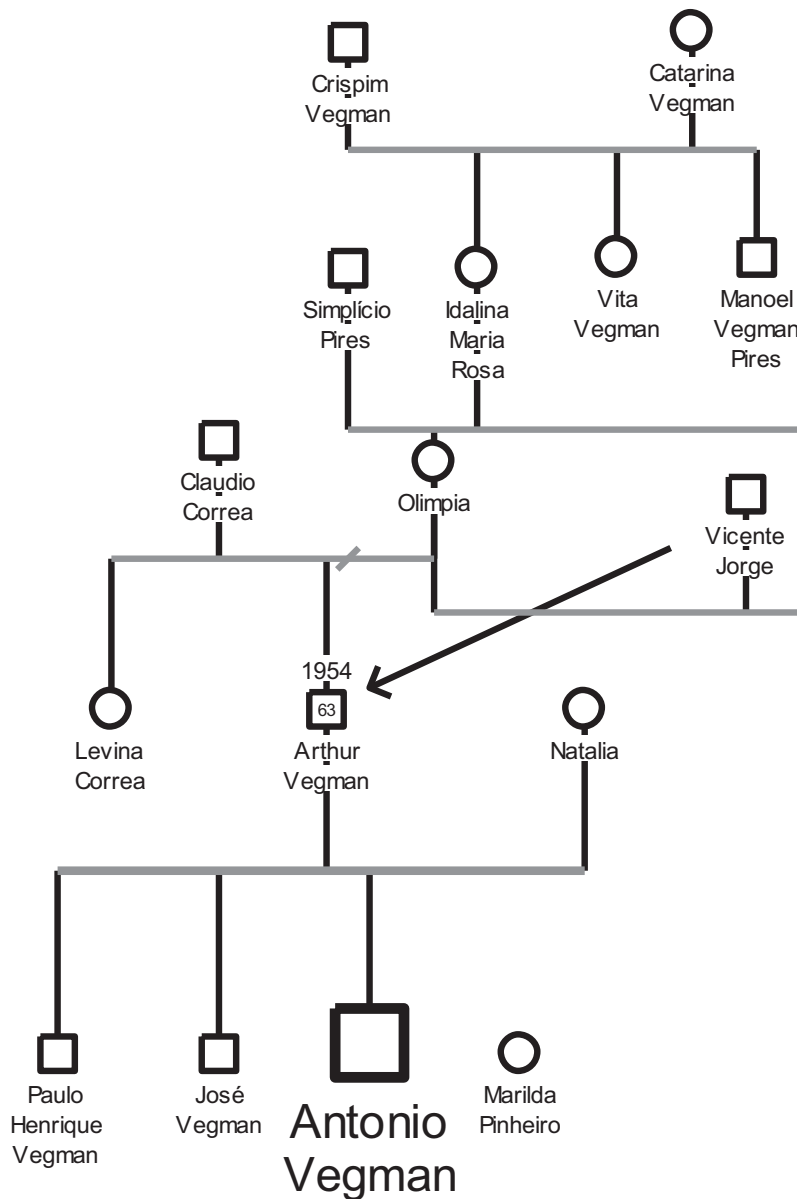 Crispim
Vegman
Catarina
Vegman
Simplício
Pires
Idalina
Maria
Rosa
Vita
Vegman
Manoel
Vegman
Pires
Claudio
Correa
Olimpia
Vicente
Jorge
1954
63
Levina
Correa
Arthur
Vegman
Natalia
Paulo
Henrique
Vegman
José
Vegman
Antonio
Vegman
Marilda
Pinheiro